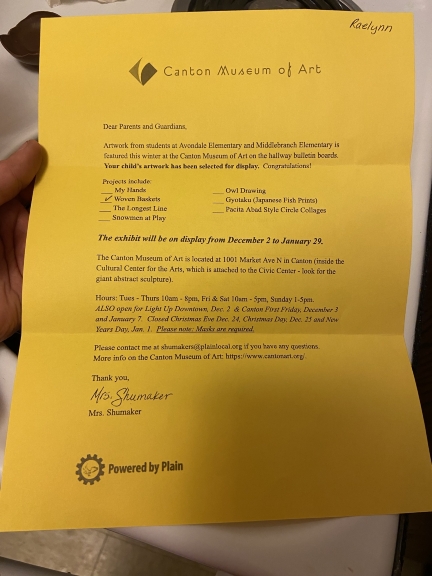 Raelynn
Canton Museum of Art
Dear Parents and Guardians,
Artwork from students at Avondale Elementary and Middlebranch Elementary is
featured this winter at the Canton Museum of Art on the hallway bulletin boards.
Your child's artwork has been selected for display. Congratulations!
Projects include:
___ My Hands
_✓_ Woven Baskets
___ The Longest Line
___ Snowmen at Play
___ Owl Drawing
___ Gyotaku (Japanese Fish Prints)
___ Pacita Abad Style Circle Collages
The exhibit will be on display from December 2 to January 29.
The Canton Museum of Art is located at 1001 Market Ave N in Canton (inside the
Cultural Center for the Arts, which is attached to the Civic Center - look for the
giant abstract sculpture).
Hours: Tues - Thurs 10am - 8pm, Fri & Sat 10am - 5pm, Sunday 1-5pm.
ALSO open for Light Up Downtown, Dec. 2 & Canton First Friday, December 3
and January 7. Closed Christmas Eve Dec. 24, Christmas Day, Dec. 25 and New
Years Day, Jan. 1. Please note: Masks are required.
Please contact me at shumakers@plainlocal.org if you have any questions.
More info on the Canton Museum of Art: https://www.cantonart.org/
Thank you,
Mrs. Shumaker
Mrs. Shumaker
Powered by Plain